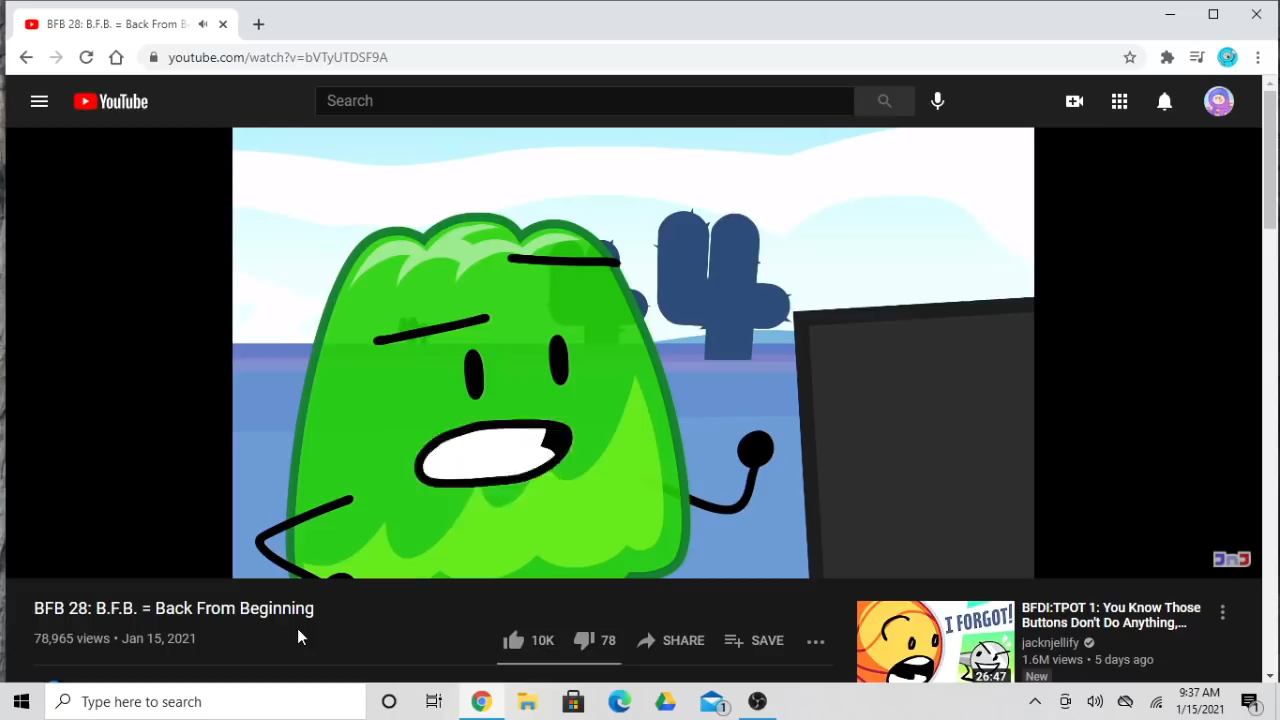 BFB 28: B.F.B. = Back From B
youtube.com/watch?v=bVTyUTDSF9A
YouTube
Search
BFB 28: B.F.B. = Back From Beginning
78,965 views • Jan 15, 2021
10K
78
SHARE
SAVE
I FORGOT!
26:47
BFDI:TPOT 1: You Know Those
Buttons Don't Do Anything,...
jacknjellify
1.6M views • 5 days ago
New
Type here to search
1
9:37 AM
1/15/2021
1